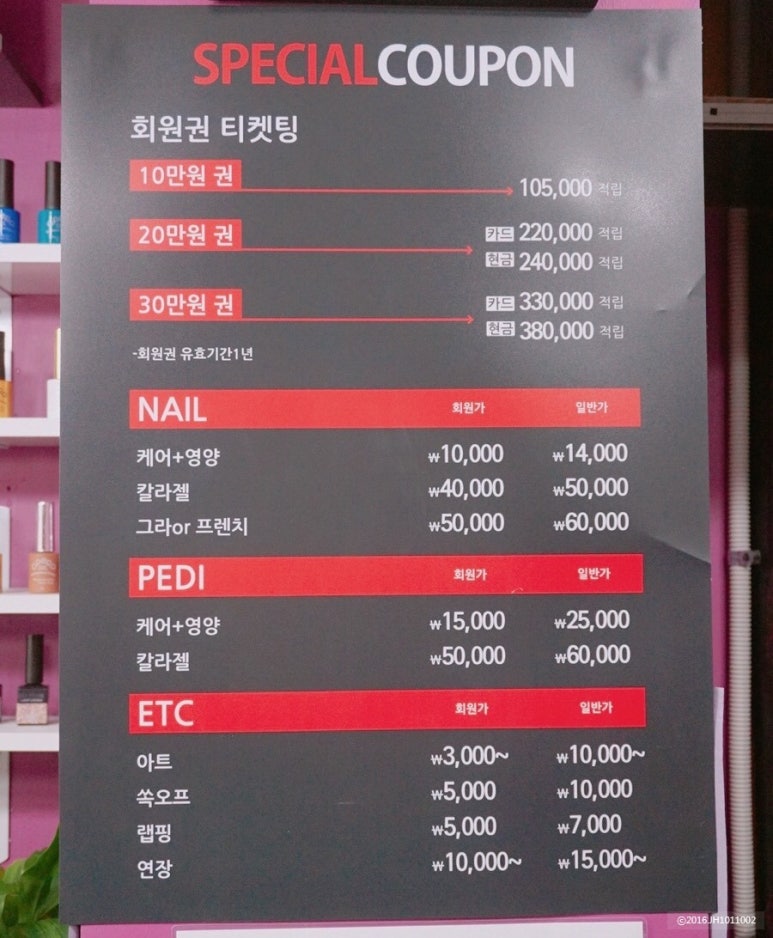 SPECIALCOUPON
회원권 티켓팅
10만원 권 105,000 적립
20만원 권 카드 220,000 적립
현금 240,000 적립
30만원 권 카드 330,000 적립
현금 380,000 적립
-회원권 유효기간1년
NAIL 회원가 일반가
케어+영양 ₩10,000 ₩14,000
칼라젤 ₩40,000 ₩50,000
그라or 프렌치 ₩50,000 ₩60,000
PEDI 회원가 일반가
케어+영양 ₩15,000 ₩25,000
칼라젤 ₩50,000 ₩60,000
ETC 회원가 일반가
아트 ₩3,000~ ₩10,000~
쏙오프 ₩5,000 ₩10,000
랩핑 ₩5,000 ₩7,000
연장 ₩10,000~ ₩15,000~
©2016.JH1011002